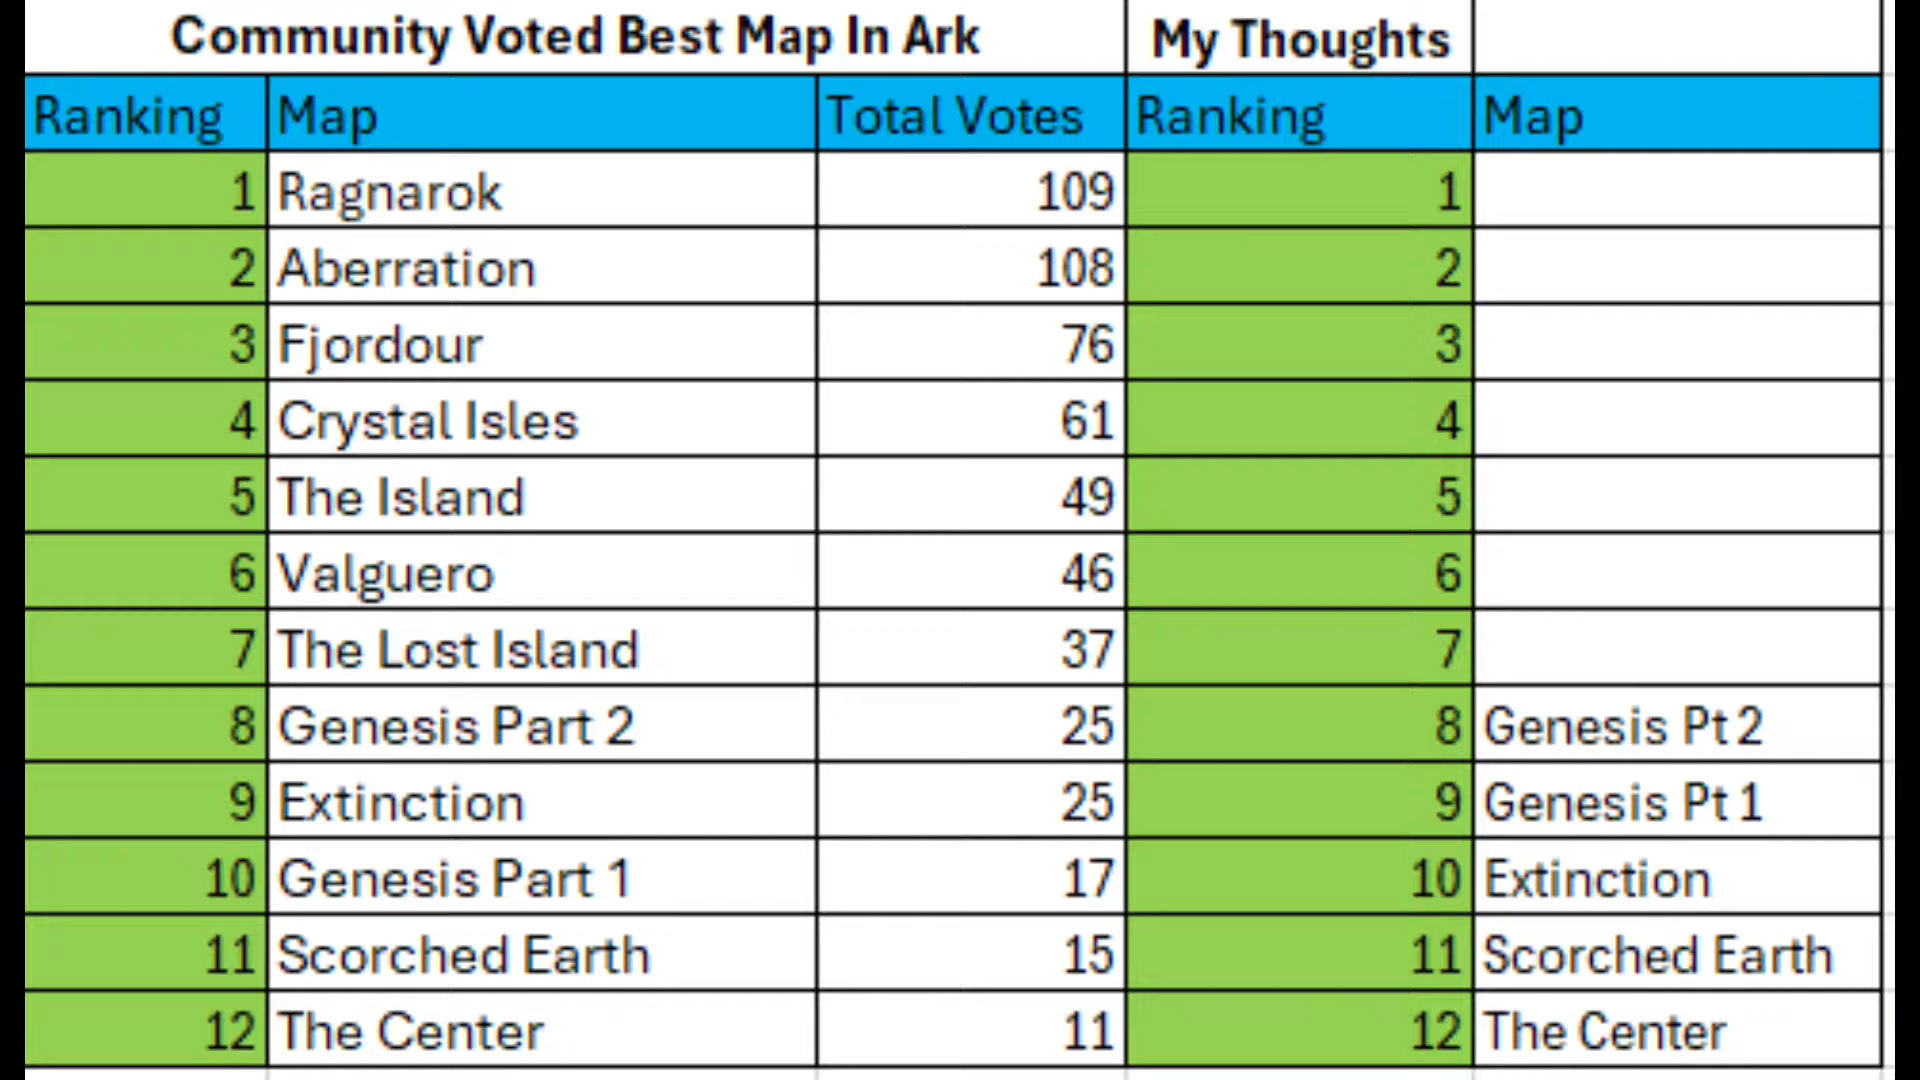 Community Voted Best Map In Ark My Thoughts
Ranking Map Total Votes Ranking Map
1 Ragnarok 109 1
2 Aberration 108 2
3 Fjordour 76 3
4 Crystal Isles 61 4
5 The Island 49 5
6 Valguero 46 6
7 The Lost Island 37 7
8 Genesis Part 2 25 8 Genesis Pt 2
9 Extinction 25 9 Genesis Pt 1
10 Genesis Part 1 17 10 Extinction
11 Scorched Earth 15 11 Scorched Earth
12 The Center 11 12 The Center